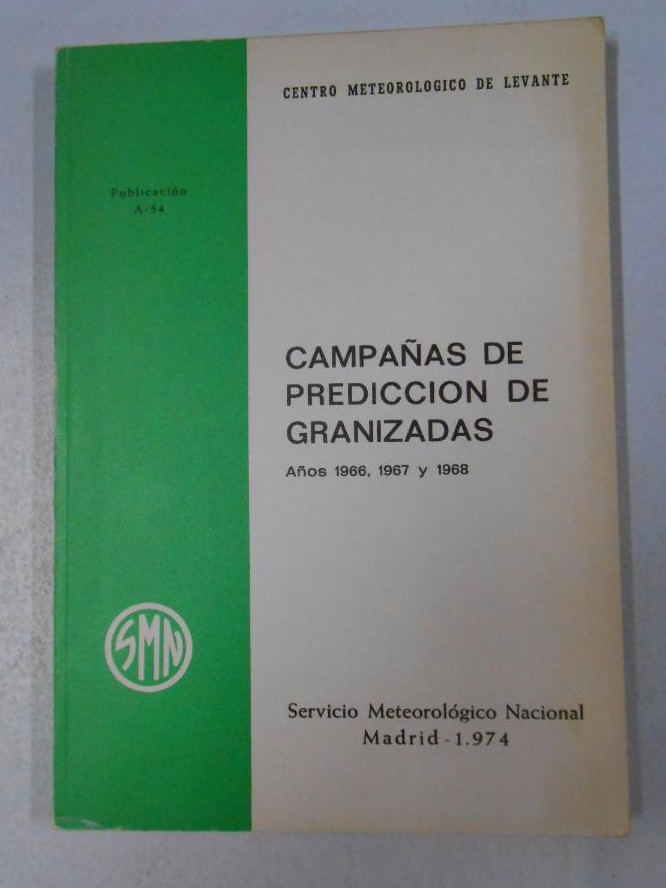 CENTRO METEOROLOGICO DE LEVANTE
Publicación
A-54
CAMPAÑAS DE
PREDICCION DE
GRANIZADAS
Años 1966, 1967 y 1968
SMN
Servicio Meteorológico Nacional
Madrid - 1.974